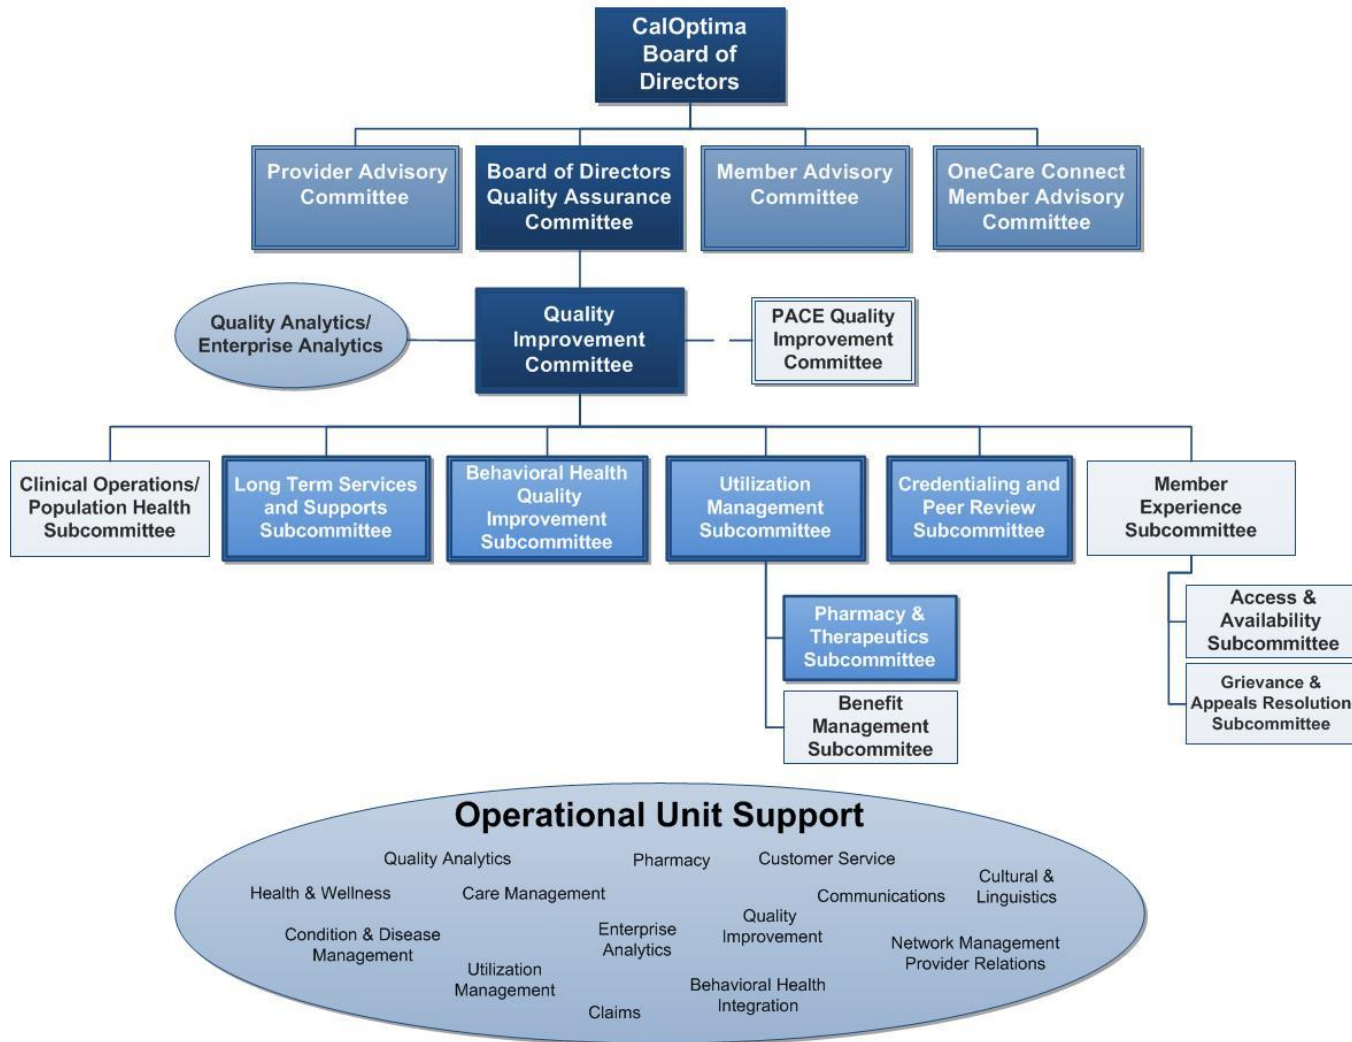 CalOptima
Board of
Directors
Provider Advisory
Committee
Board of Directors
Quality Assurance
Committee
Member Advisory
Committee
OneCare Connect
Member Advisory
Committee
Quality Analytics/
Enterprise Analytics
Quality
Improvement
Committee
PACE Quality
Improvement
Committee
Clinical Operations/
Population Health
Subcommittee
Long Term Services
and Supports
Subcommittee
Behavioral Health
Quality
Improvement
Subcommittee
Utilization
Management
Subcommittee
Credentialing and
Peer Review
Subcommittee
Member
Experience
Subcommittee
Pharmacy &
Therapeutics
Subcommittee
Benefit
Management
Subcommitee
Access &
Availability
Subcommittee
Grievance &
Appeals Resolution
Subcommittee
Operational Unit Support
Quality Analytics
Pharmacy
Customer Service
Health & Wellness
Care Management
Communications
Cultural &
Linguistics
Condition & Disease
Management
Enterprise
Analytics
Quality
Improvement
Network Management
Provider Relations
Utilization
Management
Behavioral Health
Integration
Claims